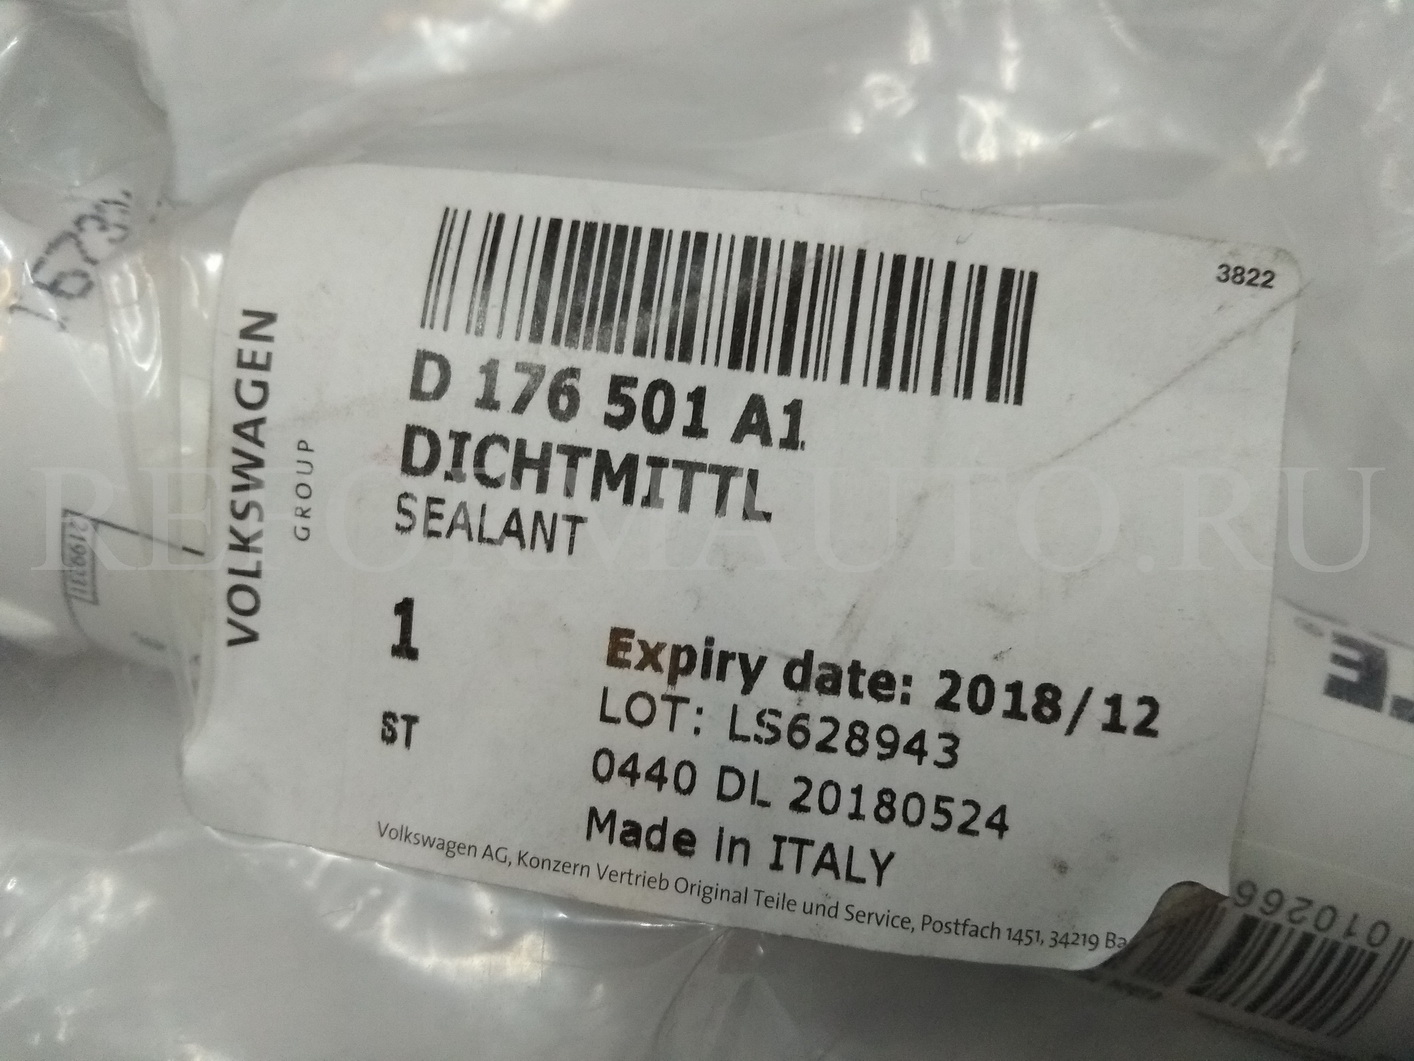 3822
VOLKSWAGEN
GROUP
D 176 501 A1
DICHTMITTL
SEALANT
1
ST
Expiry date: 2018/12
LOT: LS628943
0440 DL 20180524
Made in ITALY
Volkswagen AG, Konzern Vertrieb Original Teile und Service, Postfach 1451, 34219 Ba
010266
REFORMAUTO.RU